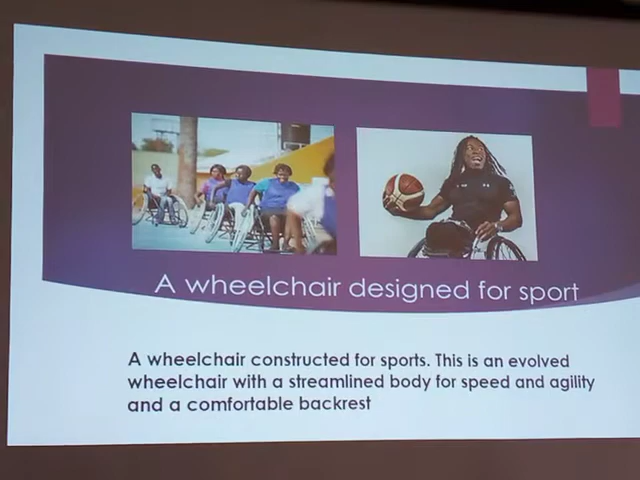 A wheelchair designed for sport
A wheelchair constructed for sports. This is an evolved
wheelchair with a streamlined body for speed and agility
and a comfortable backrest